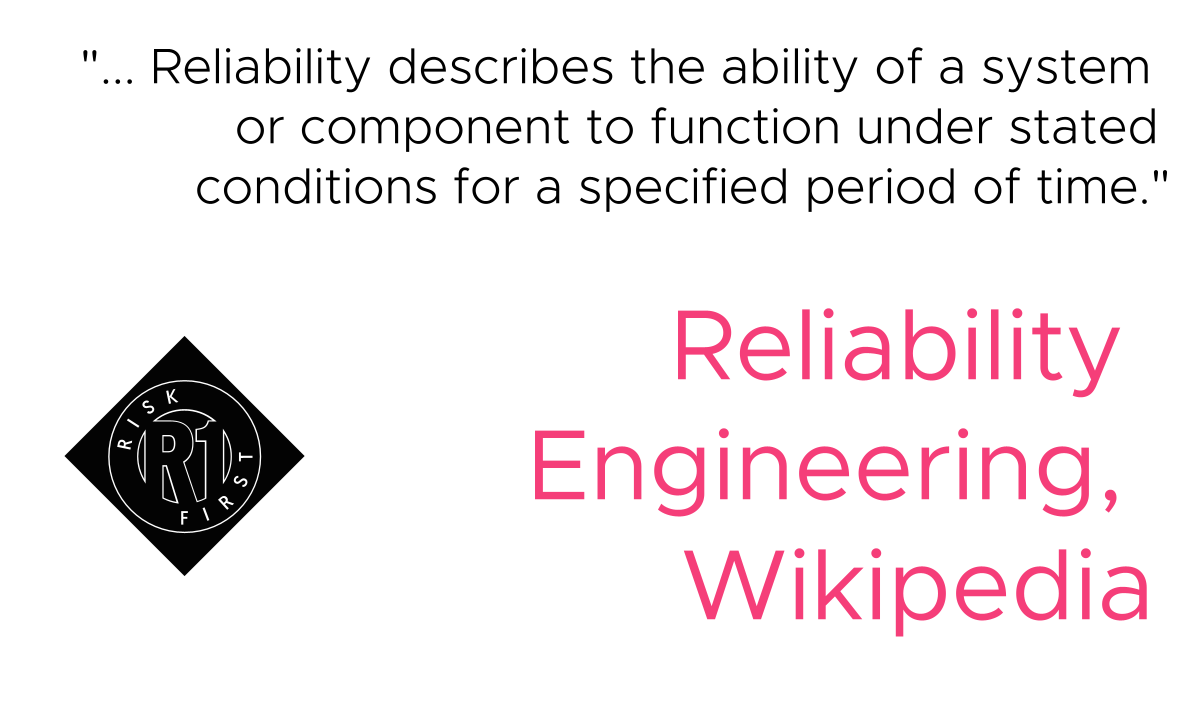 "... Reliability describes the ability of a system
or component to function under stated
conditions for a specified period of time."
Reliability
Engineering,
Wikipedia
RISK
R1
FIRST